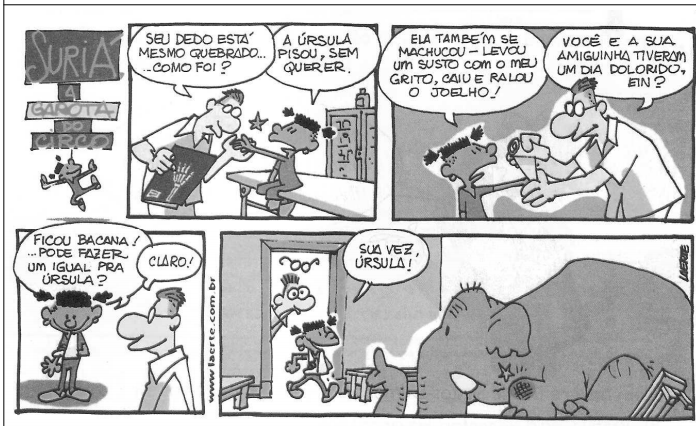 SURIÁ
A
GAROTA
DO
CIRCO
SEU DEDO ESTÁ
MESMO QUEBRADO...
...COMO FOI?
A ÚRSULA
PISOU, SEM
QUERER.
ELA TAMBÉM SE
MACHUCOU – LEVOU
UM SUSTO COM O MEU
GRITO, CAIU E RALOU
O JOELHO!
VOCÊ E A SUA
AMIGUINHA TIVERAM
UM DIA DOLORIDO,
EIN?
FICOU BACANA!
...PODE FAZER
UM IGUAL PRA
ÚRSULA?
CLARO!
www.laerte.com.br
SUA VEZ,
ÚRSULA!
LAERTE